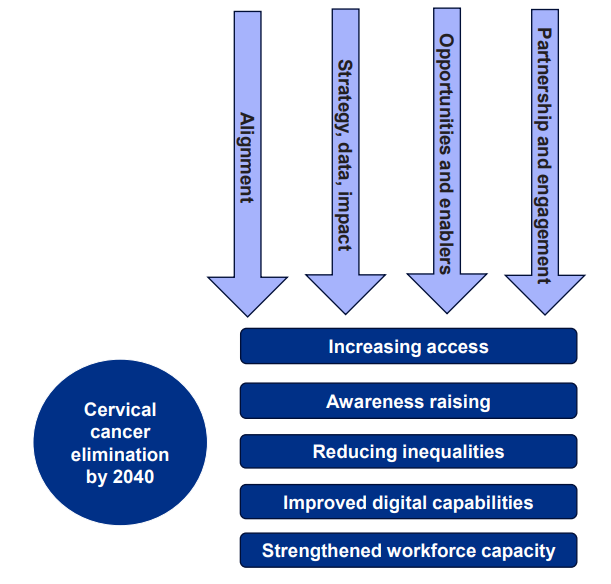 Alignment
Strategy, data, impact
Opportunities and enablers
Partnership and engagement
Increasing access
Awareness raising
Reducing inequalities
Improved digital capabilities
Strengthened workforce capacity
Cervical
cancer
elimination
by 2040